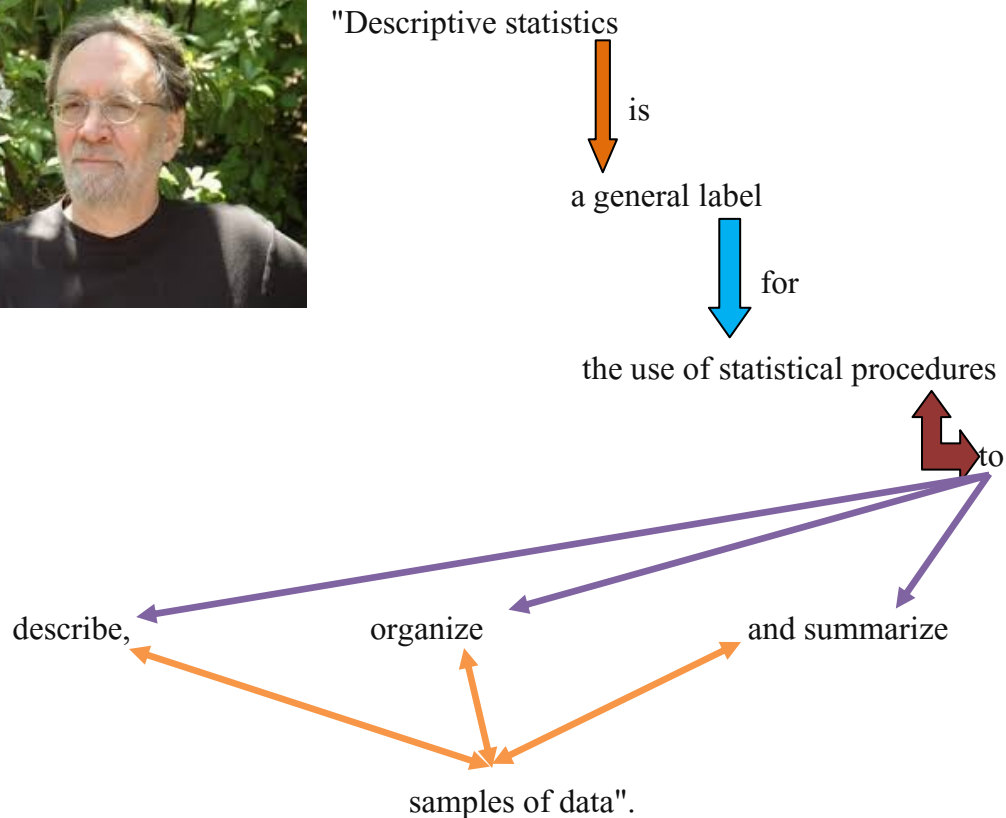 "Descriptive statistics
is
a general label
for
the use of statistical procedures
to
describe, organize and summarize
samples of data".